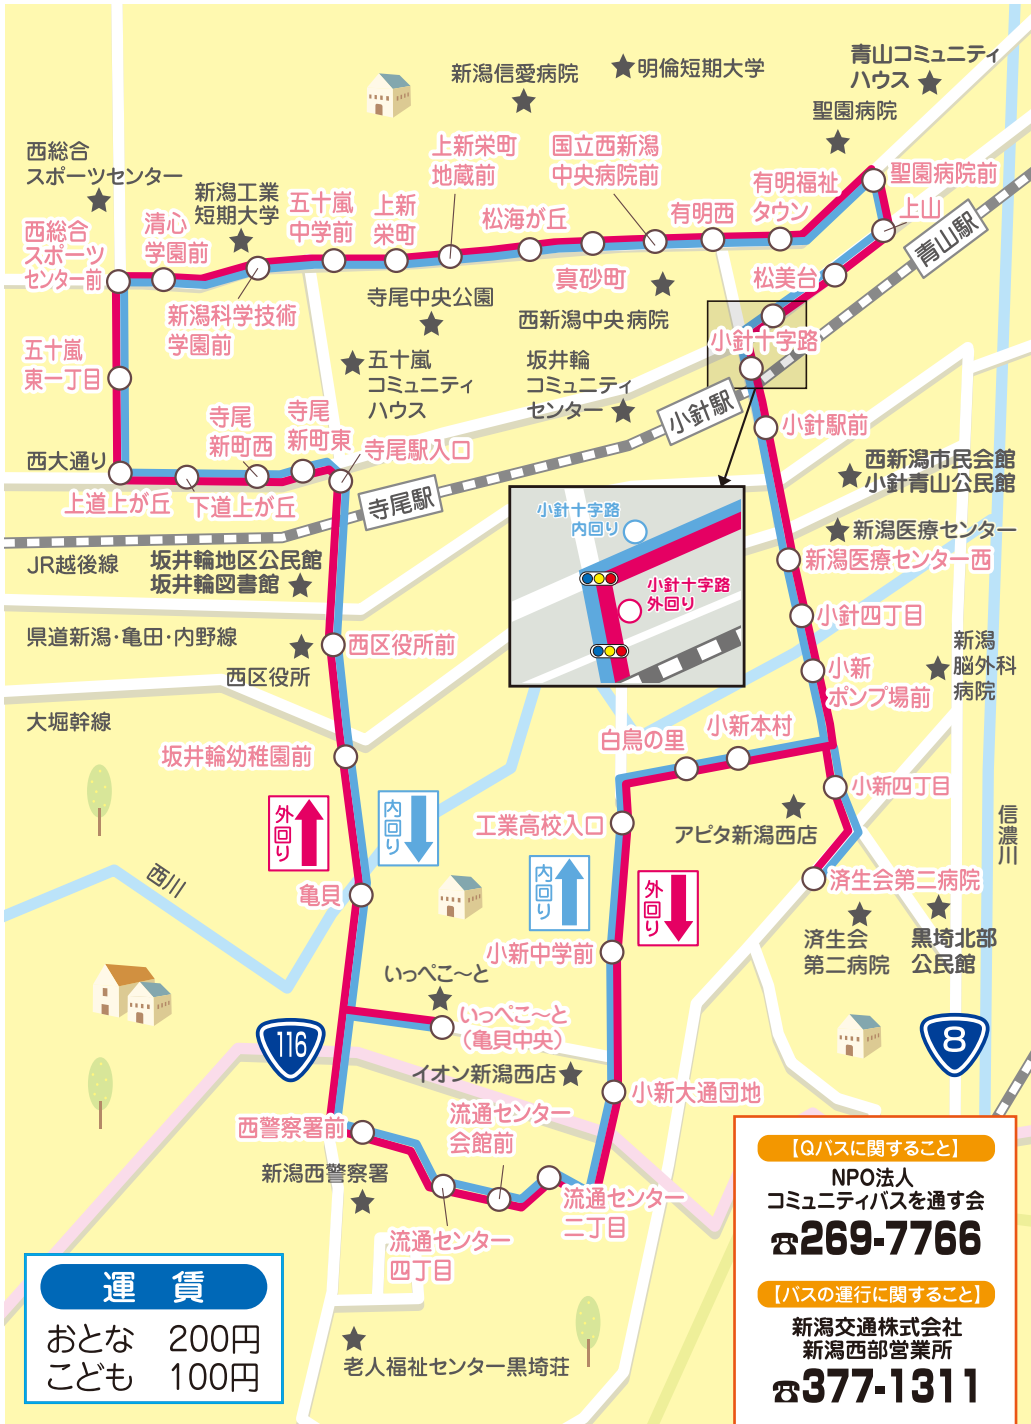 青山コミュニティ
ハウス
新潟信愛病院
明倫短期大学
聖園病院
西総合
スポーツセンター
新潟工業
短期大学
上新栄町
地蔵前
国立西新潟
中央病院前
有明福祉
タウン
聖園病院前
上山
西総合
スポーツ
センター前
清心
学園前
五十嵐
中学前
上新
栄町
松海が丘
有明西
青山駅
真砂町
松美台
新潟科学技術
学園前
寺尾中央公園
西新潟中央病院
小針十字路
五十嵐
東一丁目
五十嵐
コミュニティ
ハウス
坂井輪
コミュニティ
センター
小針駅
小針駅前
寺尾
新町西
寺尾
新町東
寺尾駅入口
西大通り
上道上が丘
下道上が丘
寺尾駅
西新潟市民会館
小針青山公民館
小針十字路
内回り
新潟医療センター
JR越後線
坂井輪地区公民館
坂井輪図書館
新潟医療センター西
小針十字路
外回り
小針四丁目
県道新潟・亀田・内野線
西区役所前
西区役所
新潟
脳外科
病院
小新
ポンプ場前
大堀幹線
坂井輪幼稚園前
白鳥の里
小新本村
小新四丁目
外回り
内回り
工業高校入口
アピタ新潟西店
信濃川
西川
亀貝
内回り
外回り
済生会第二病院
小新中学前
済生会
第二病院
黒埼北部
公民館
いっぺこ〜と
いっぺこ〜と
（亀貝中央）
116
8
イオン新潟西店
小新大通団地
西警察署前
流通センター
会館前
新潟西警察署
流通センター
二丁目
流通センター
四丁目
老人福祉センター黒埼荘
運賃
おとな 200円
こども 100円
【Qバスに関すること】
NPO法人
コミュニティバスを通す会
☎269-7766
【バスの運行に関すること】
新潟交通株式会社
新潟西部営業所
☎377-1311